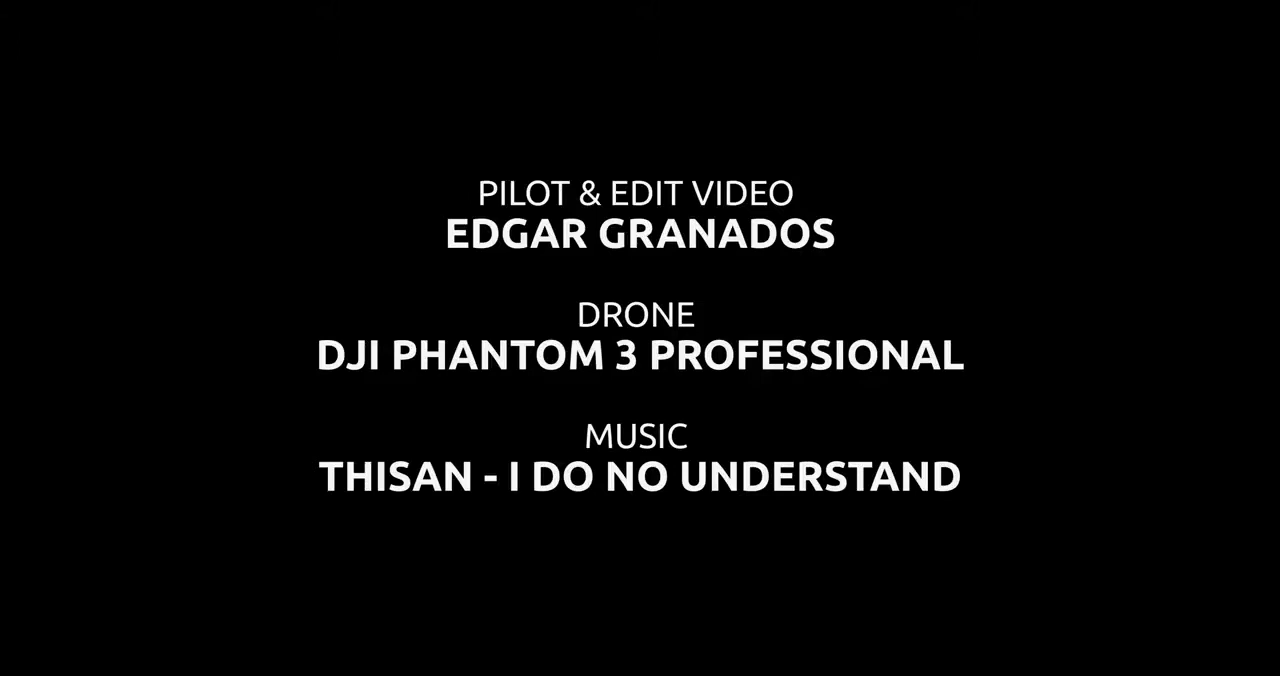 PILOT & EDIT VIDEO
EDGAR GRANADOS
DRONE
DJI PHANTOM 3 PROFESSIONAL
MUSIC
THISAN - I DO NO UNDERSTAND